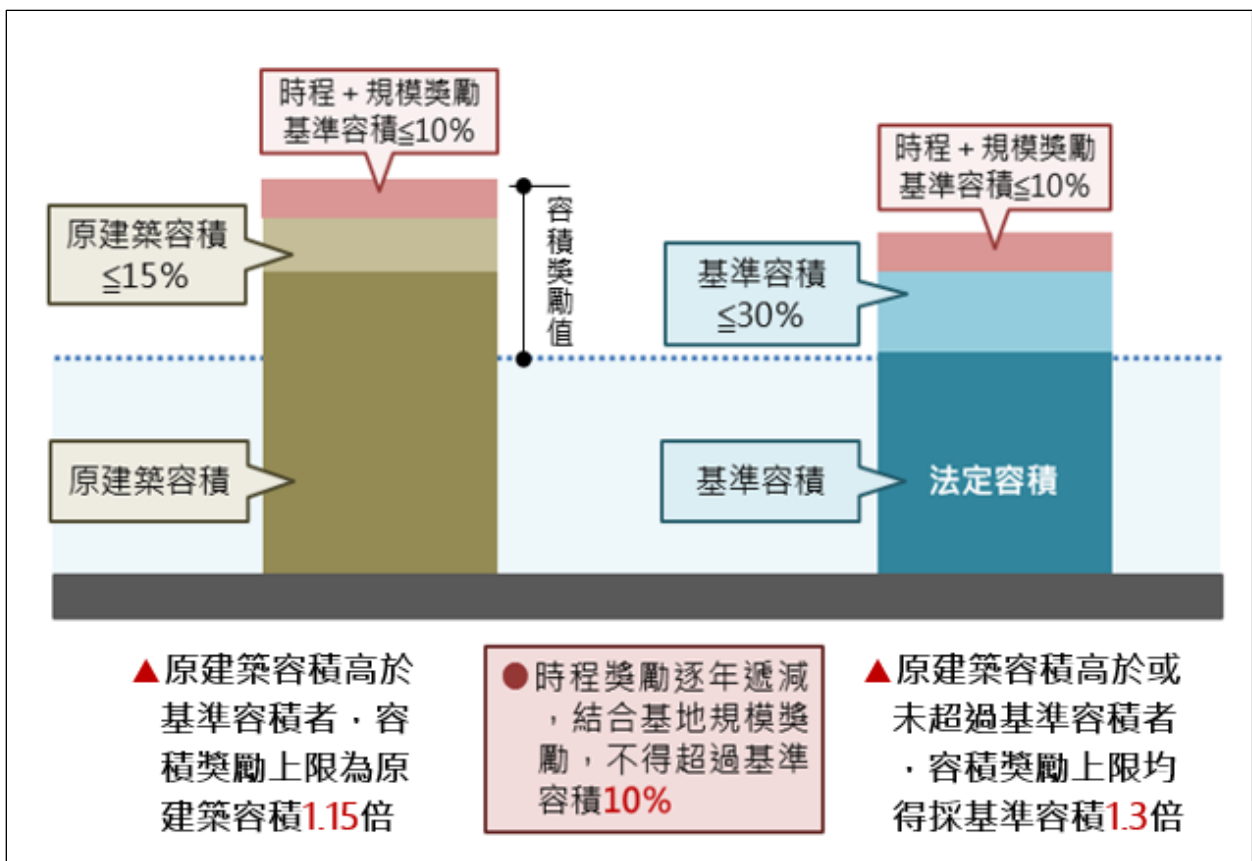 時程 + 規模獎勵
基準容積≦10%
原建築容積
≦15%
容積獎勵值
時程 + 規模獎勵
基準容積≦10%
基準容積
≦30%
原建築容積
基準容積
法定容積
▲原建築容積高於
基準容積者，容
積獎勵上限為原
建築容積1.15倍
●時程獎勵逐年遞減
，結合基地規模獎
勵，不得超過基準
容積10%
▲原建築容積高於或
未超過基準容積者
，容積獎勵上限均
得採基準容積1.3倍